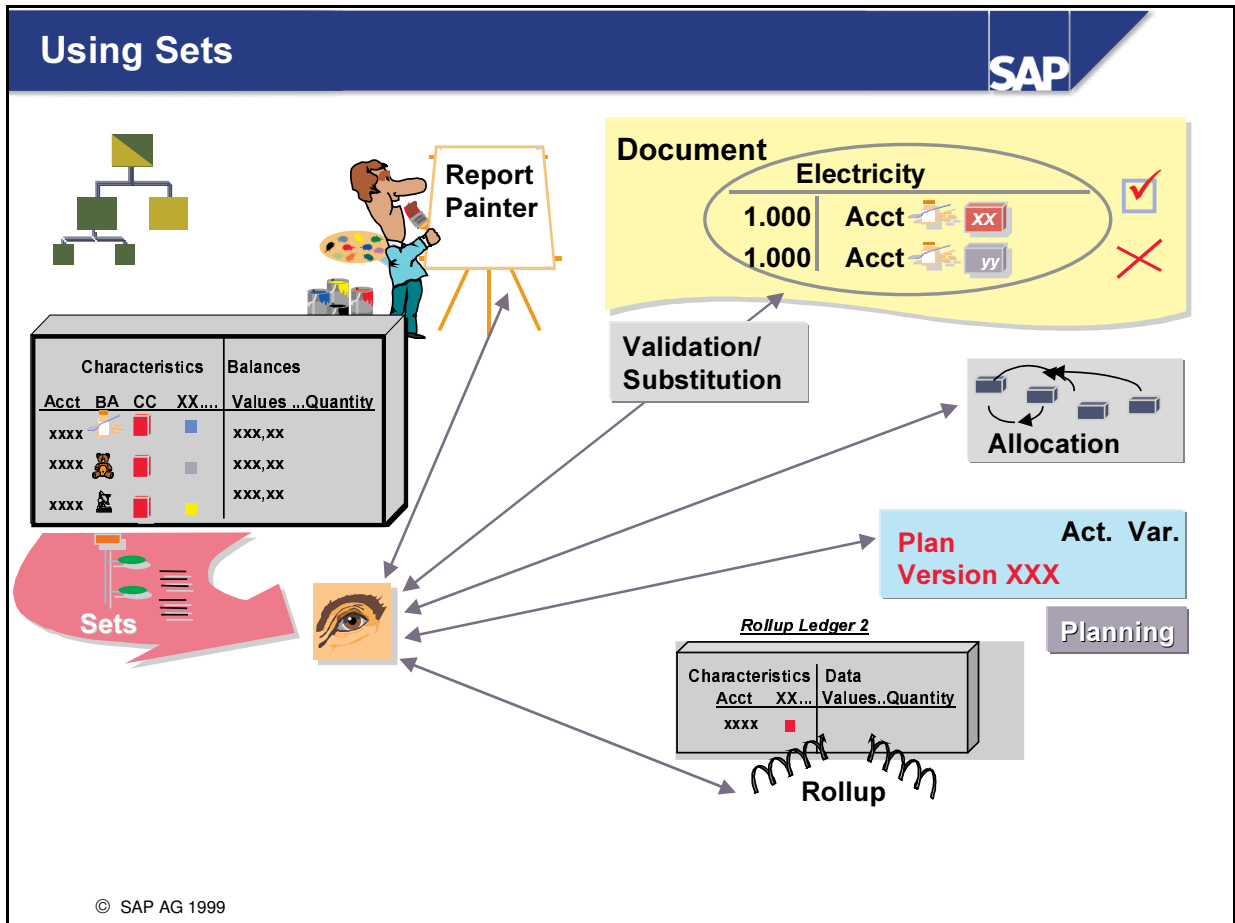 Using Sets
SAP
Report
Painter
Document
Electricity
1.000 Acct xx
1.000 Acct yy
Validation/
Substitution
Characteristics Balances
Acct BA CC XX.... Values ...Quantity
xxxx xxx,xx
xxxx xxx,xx
xxxx xxx,xx
Allocation
Sets
Plan Act. Var.
Version XXX
Planning
Rollup Ledger 2
Characteristics Data
Acct XX... Values..Quantity
xxxx
Rollup
© SAP AG 1999